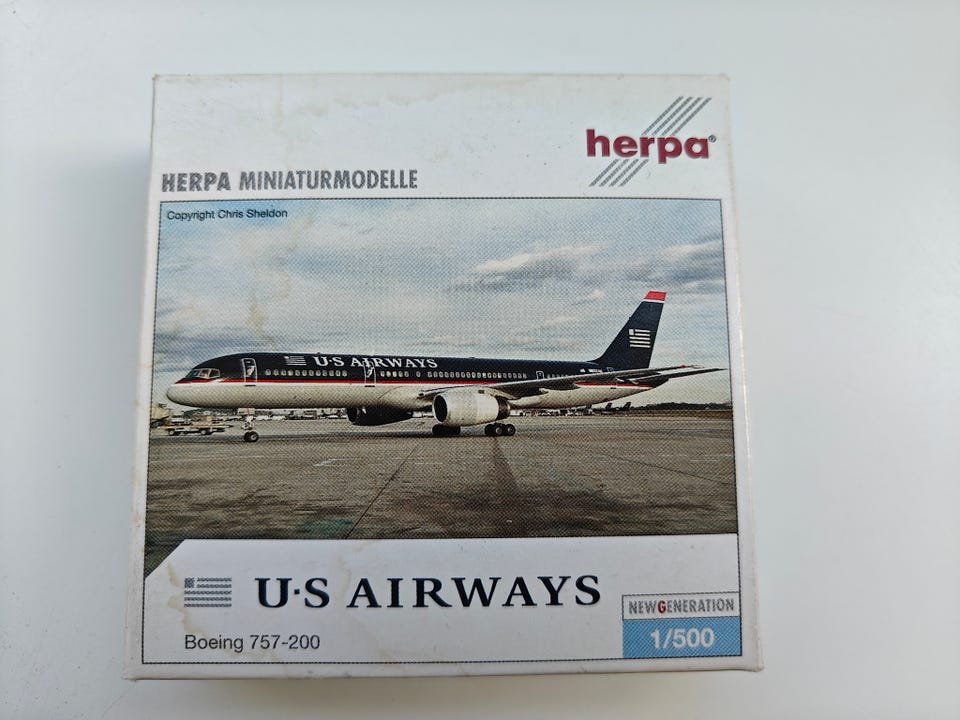 herpa®
HERPA MINIATURMODELLE
Copyright Chris Sheldon
U·S AIRWAYS
U·S AIRWAYS
NEWGENERATION
Boeing 757-200
1/500